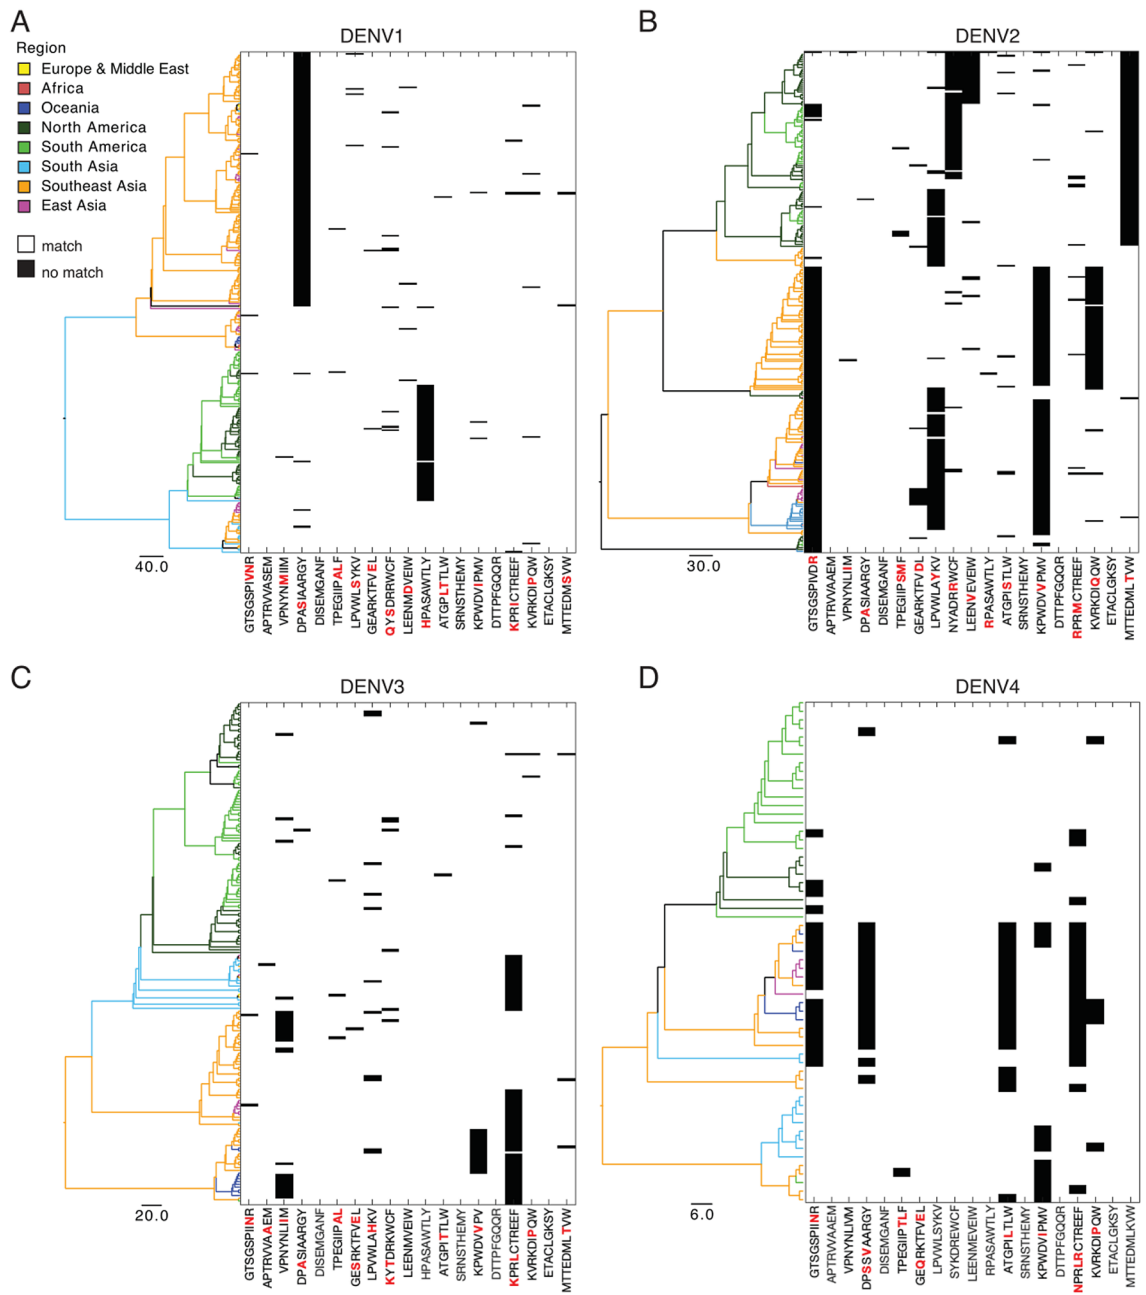 A
DENV1
Region
Europe & Middle East
Africa
Oceania
North America
South America
South Asia
Southeast Asia
East Asia
match
no match
40.0
GTSGSPIVNR
APTRVVASEM
VPNYNMIIM
DPASIAARGY
DISEMGANF
TPEGIIPALF
LPVWLSYKV
GEARKTFVEL
QYSDRRWCF
LEENMDVEIW
HPASAWTLY
ATGPLTTLW
SRNSTHEMY
KPWDVIPMV
DTTPFGQQR
KPRICTREEF
KVRKDIPQW
ETACLGKSY
MTTEDMSVW
B
DENV2
30.0
GTSGSPIVDR
APTRVVAAEM
VPNYNLIIM
DPASIAARGY
DISEMGANF
TPEGIIPSMF
GEARKTFVDL
LPVWLAYKV
NYADRRWCF
LEENVEVEIW
RPASAWTLY
ATGPISTLW
SRNSTHEMY
KPWDVVPMV
DTTPFGQQR
RPRMCTREEF
KVRKDIQQW
ETACLGKSY
MTTEDMLTVW
C
DENV3
20.0
GTSGSPIINR
APTRVVAAEM
VPNYNLIIM
DPASIAARGY
DISEMGANF
TPEGIIPAL
GESRKTFVEL
LPVWLAHKV
KYTDRKWCF
LEENMVEIW
HPASAWTLY
ATGPITTLW
SRNSTHEMY
KPWDVVPV
DTTPFGQQR
KPRLCTREEF
KVRKDIPQW
ETACLGKSY
MTTEDMLTVW
D
DENV4
6.0
GTSGSPIINR
APTRVVAAEM
VPNYNLIVMM
DPSSVAARGY
DISEMGANF
TPEGIIPTLF
GEQRKTFVEL
LPVWLSYKV
SYKDREWCF
LEENMEVEIW
RPASAWTLY
ATGPILTLW
SRNSTHEMY
KPWDVIPMV
DTTPFGQQR
NPRLRCTREEF
KVRKDIPQW
ETACLGKSY
MTTEDMLKVW